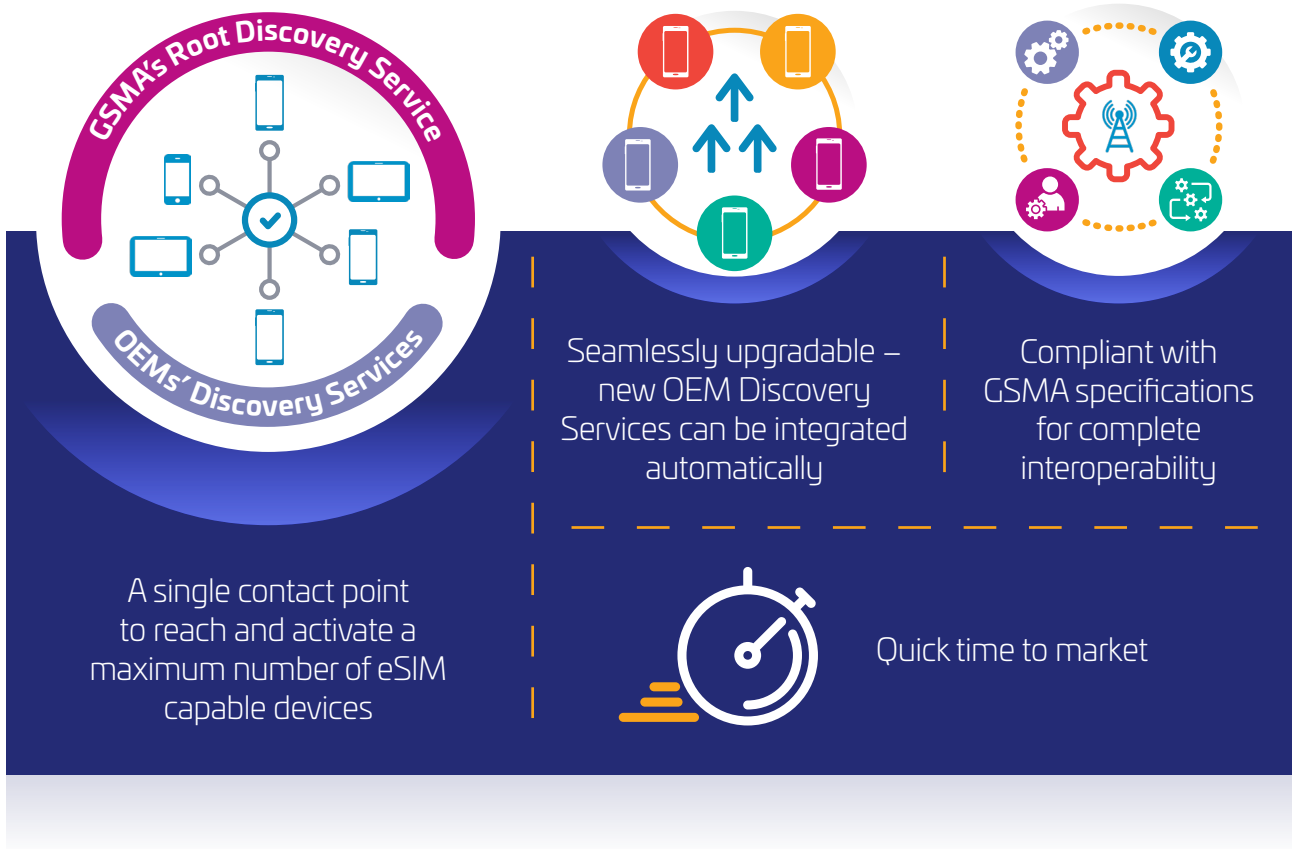 GSMA's Root Discovery Service
OEMs' Discovery Services
A single contact point
to reach and activate a
maximum number of eSIM
capable devices
Seamlessly upgradable –
new OEM Discovery
Services can be integrated
automatically
Compliant with
GSMA specifications
for complete
interoperability
Quick time to market